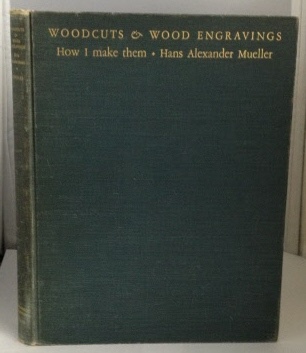 WOODCUTS & WOOD ENGRAVINGS
How I make them • Hans Alexander Mueller